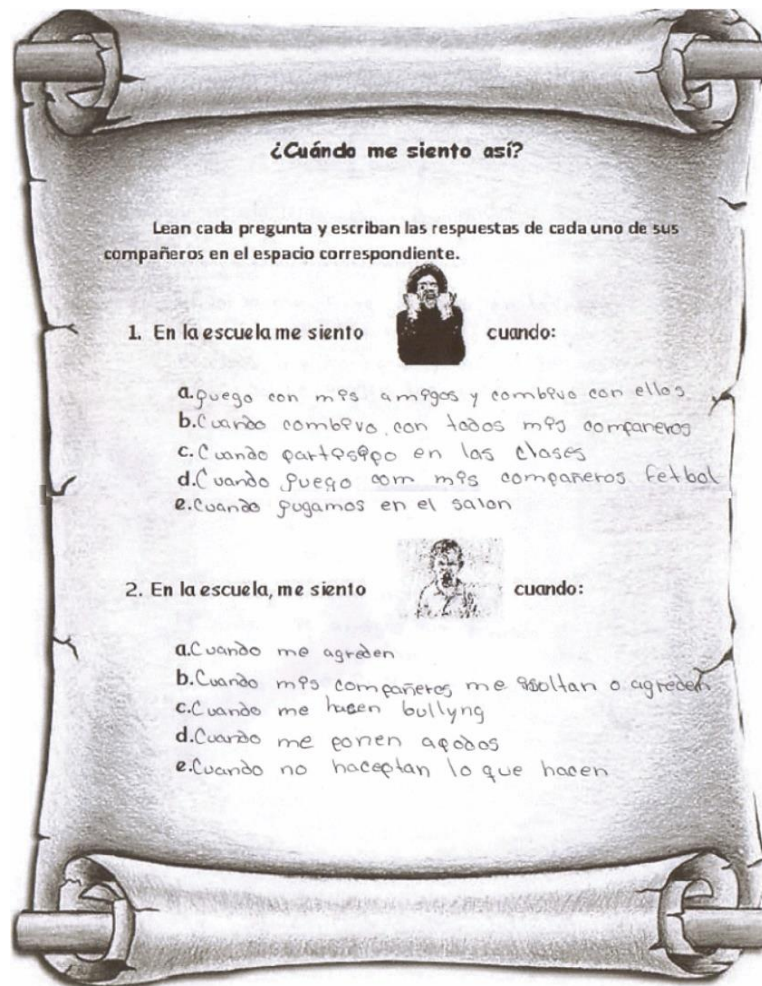 ¿Cuándo me siento así?
Lean cada pregunta y escriban las respuestas de cada uno de sus
compañeros en el espacio correspondiente.
1. En la escuela me siento cuando:
a. juego con mis amigos y combivo con ellos
b. Cuando combivo con todos mis compañeros
c. Cuando partisipo en las clases
d. Cuando juego com mis compañeros fetbol
e. Cuando jugamos en el salon
2. En la escuela, me siento cuando:
a. Cuando me agreden
b. Cuando mis compañeros me isoltan o agreden
c. Cuando me hasen bullyng
d. Cuando me ponen apodos
e. Cuando no haceptan lo que hacen